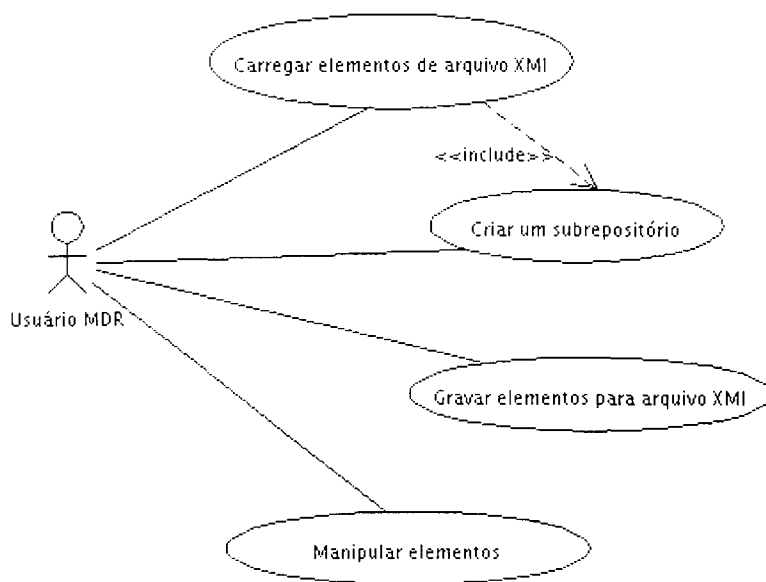 Carregar elementos de arquivo XMI
<<include>>
Criar um subrepositório
Usuário MDR
Gravar elementos para arquivo XMI
Manipular elementos